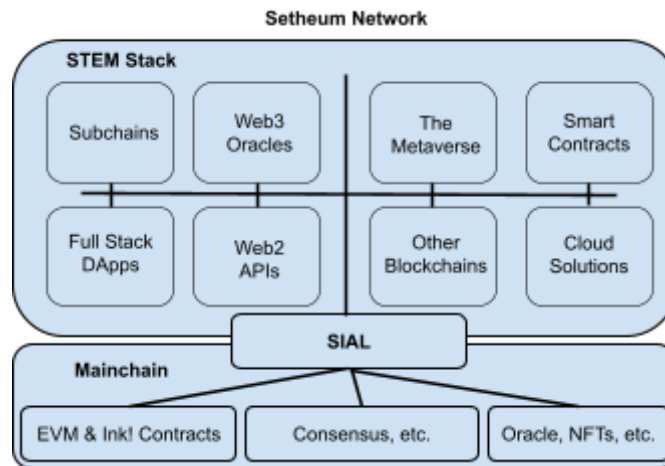 Setheum Network
STEM Stack
Subchains
Web3
Oracles
The
Metaverse
Smart
Contracts
Full Stack
DApps
Web2
APIs
Other
Blockchains
Cloud
Solutions
SIAL
Mainchain
EVM & Ink! Contracts
Consensus, etc.
Oracle, NFTs, etc.